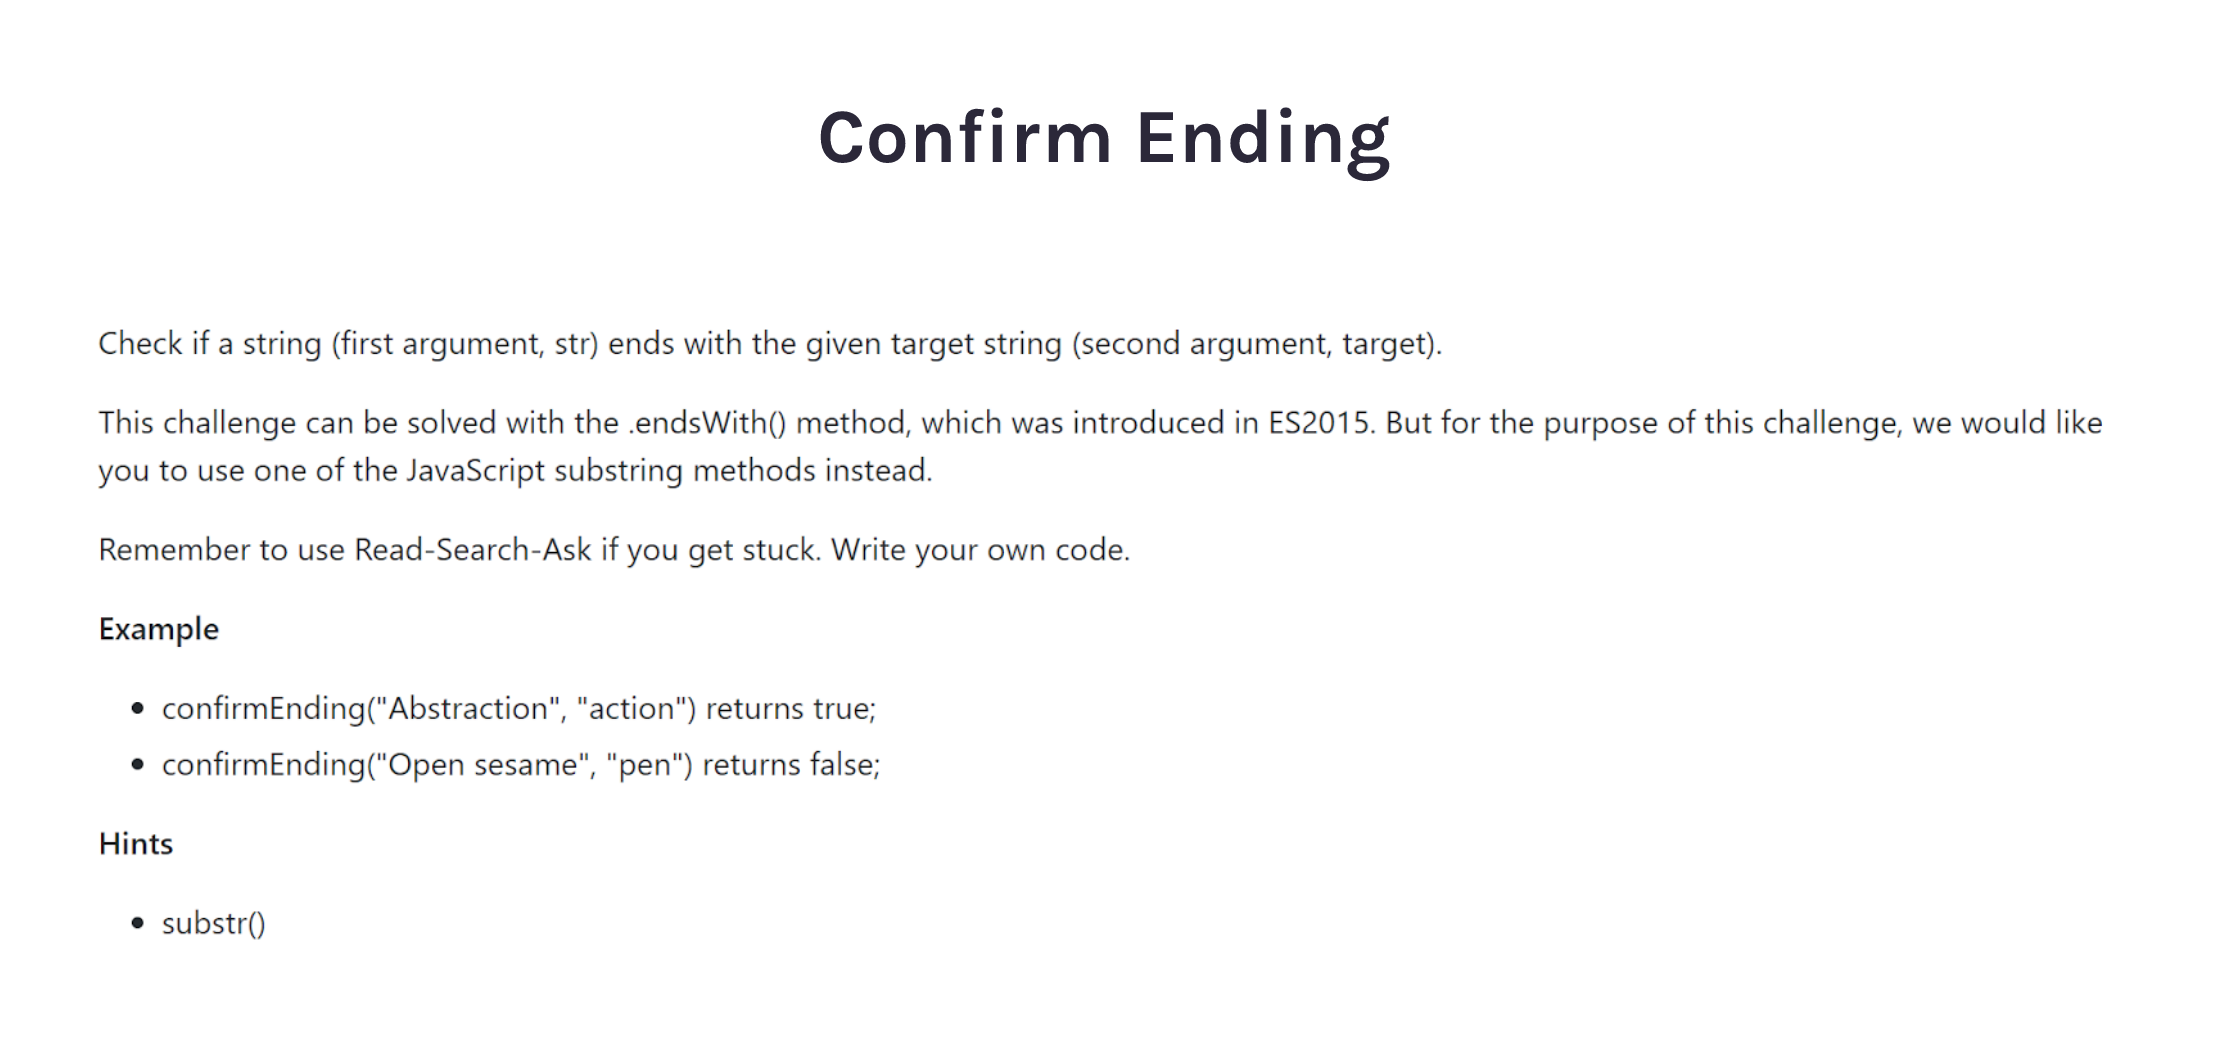 Confirm Ending
Check if a string (first argument, str) ends with the given target string (second argument, target).
This challenge can be solved with the .endsWith() method, which was introduced in ES2015. But for the purpose of this challenge, we would like
you to use one of the JavaScript substring methods instead.
Remember to use Read-Search-Ask if you get stuck. Write your own code.
Example
• confirmEnding("Abstraction", "action") returns true;
• confirmEnding("Open sesame", "pen") returns false;
Hints
• substr()